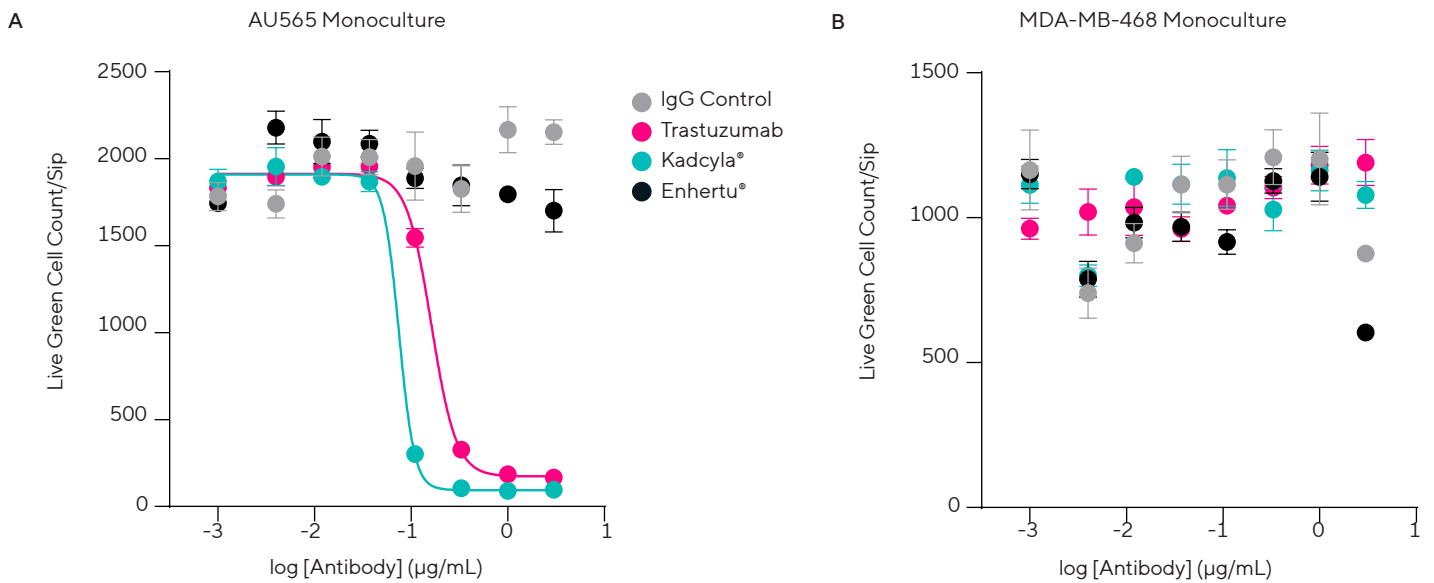 A
AU565 Monoculture
2500
2000
1500
1000
500
0
-3
-2
-1
0
1
Live Green Cell Count/Sip
log [Antibody] (µg/mL)
IgG Control
Trastuzumab
Kadcyla®
Enhertu®
B
MDA-MB-468 Monoculture
1500
1000
500
0
-3
-2
-1
0
1
Live Green Cell Count/Sip
log [Antibody] (µg/mL)